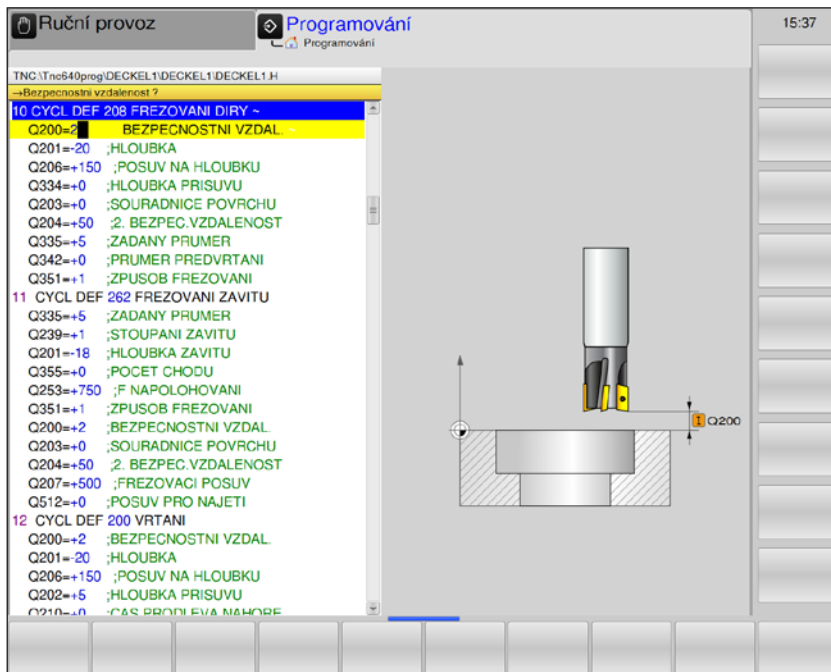 Ruční provoz
Programování
Programování
15:37
TNC:\Tnc640prog\DECKEL1\DECKEL1\DECKEL1.H
→Bezpecnostni vzdalenost ?
10 CYCL DEF 208 FREZOVANI DIRY ~
Q200=2 BEZPECNOSTNI VZDAL. ~
Q201=-20 ;HLOUBKA
Q206=+150 ;POSUV NA HLOUBKU
Q334=+0 ;HLOUBKA PRISUVU
Q203=+0 ;SOURADNICE POVRCHU
Q204=+50 ;2. BEZPEC.VZDALENOST
Q335=+5 ;ZADANY PRUMER
Q342=+0 ;PRUMER PREDVRTANI
Q351=+1 ;ZPUSOB FREZOVANI
11 CYCL DEF 262 FREZOVANI ZAVITU
Q335=+5 ;ZADANY PRUMER
Q239=+1 ;STOUPANI ZAVITU
Q201=-18 ;HLOUBKA ZAVITU
Q355=+0 ;POCET CHODU
Q253=+750 ;F NAPOLOHOVANI
Q351=+1 ;ZPUSOB FREZOVANI
Q200=+2 ;BEZPECNOSTNI VZDAL.
Q203=+0 ;SOURADNICE POVRCHU
Q204=+50 ;2. BEZPEC.VZDALENOST
Q207=+500 ;FREZOVACI POSUV
Q512=+0 ;POSUV PRO NAJETI
12 CYCL DEF 200 VRTANI
Q200=+2 ;BEZPECNOSTNI VZDAL.
Q201=-20 ;HLOUBKA
Q206=+150 ;POSUV NA HLOUBKU
Q202=+5 ;HLOUBKA PRISUVU
Q210=+0 ;CAS PRODLEVA NAHORE
Q200